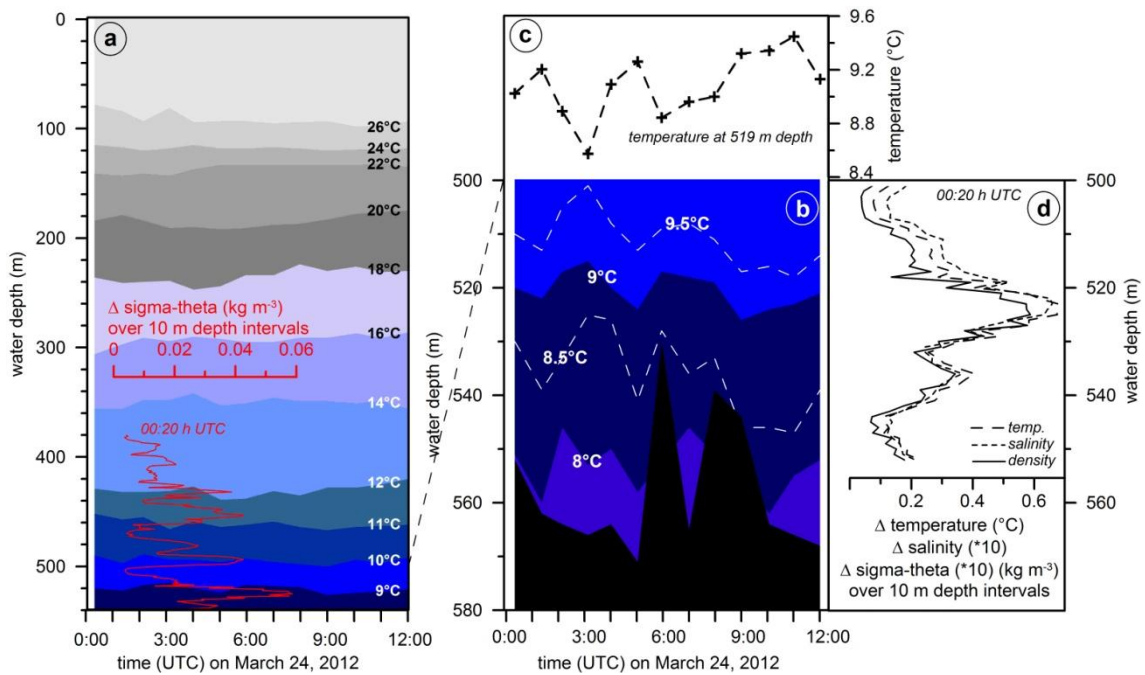 a
0
100
200
300
400
500
water depth (m)
26°C
24°C
22°C
20°C
18°C
16°C
14°C
12°C
11°C
10°C
9°C
Δ sigma-theta (kg m⁻³)
over 10 m depth intervals
0 0.02 0.04 0.06
00:20 h UTC
0:00 3:00 6:00 9:00 12:00
time (UTC) on March 24, 2012
c
9.6
9.2
8.8
8.4
temperature (°C)
temperature at 519 m depth
b
500
520
540
560
580
water depth (m)
9.5°C
9°C
8.5°C
8°C
0:00 3:00 6:00 9:00 12:00
time (UTC) on March 24, 2012
00:20 h UTC
d
500
520
540
560
water depth (m)
temp.
salinity
density
0.2 0.4 0.6
Δ temperature (°C)
Δ salinity (*10)
Δ sigma-theta (*10) (kg m⁻³)
over 10 m depth intervals